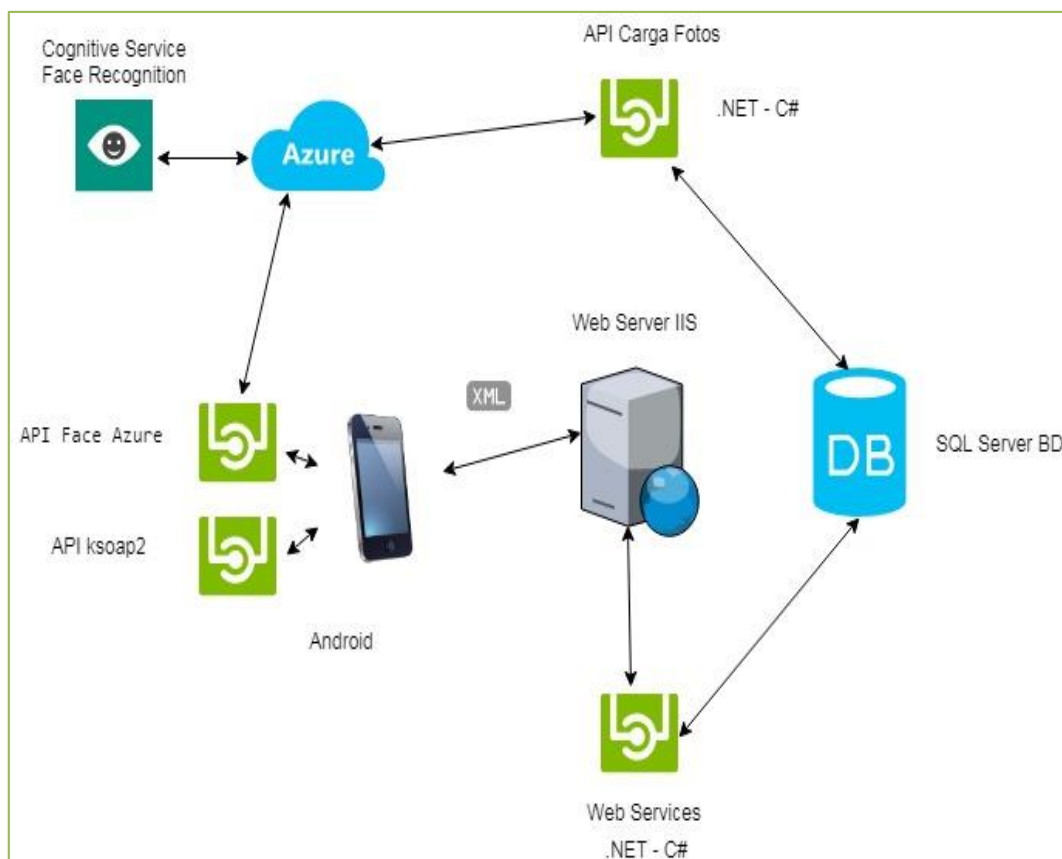 Cognitive Service
Face Recognition
API Carga Fotos
.NET - C#
Azure
Web Server IIS
XML
API Face Azure
DB
SQL Server BD
API ksoap2
Android
Web Services
.NET - C#